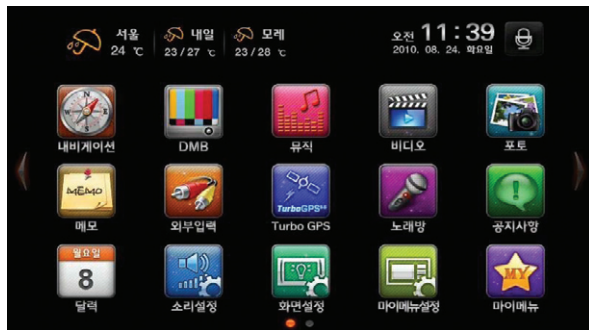 서울 내일 모레
24 ℃ 23/27 ℃ 23/28 ℃
오전 11:39
2010. 08. 24. 화요일
내비게이션 DMB 뮤직 비디오 포토
MEMO
TurboGPS
메모 외부입력 Turbo GPS 노래방 공지사항
월요일
8
MY
달력 소리설정 화면설정 마이메뉴설정 마이메뉴